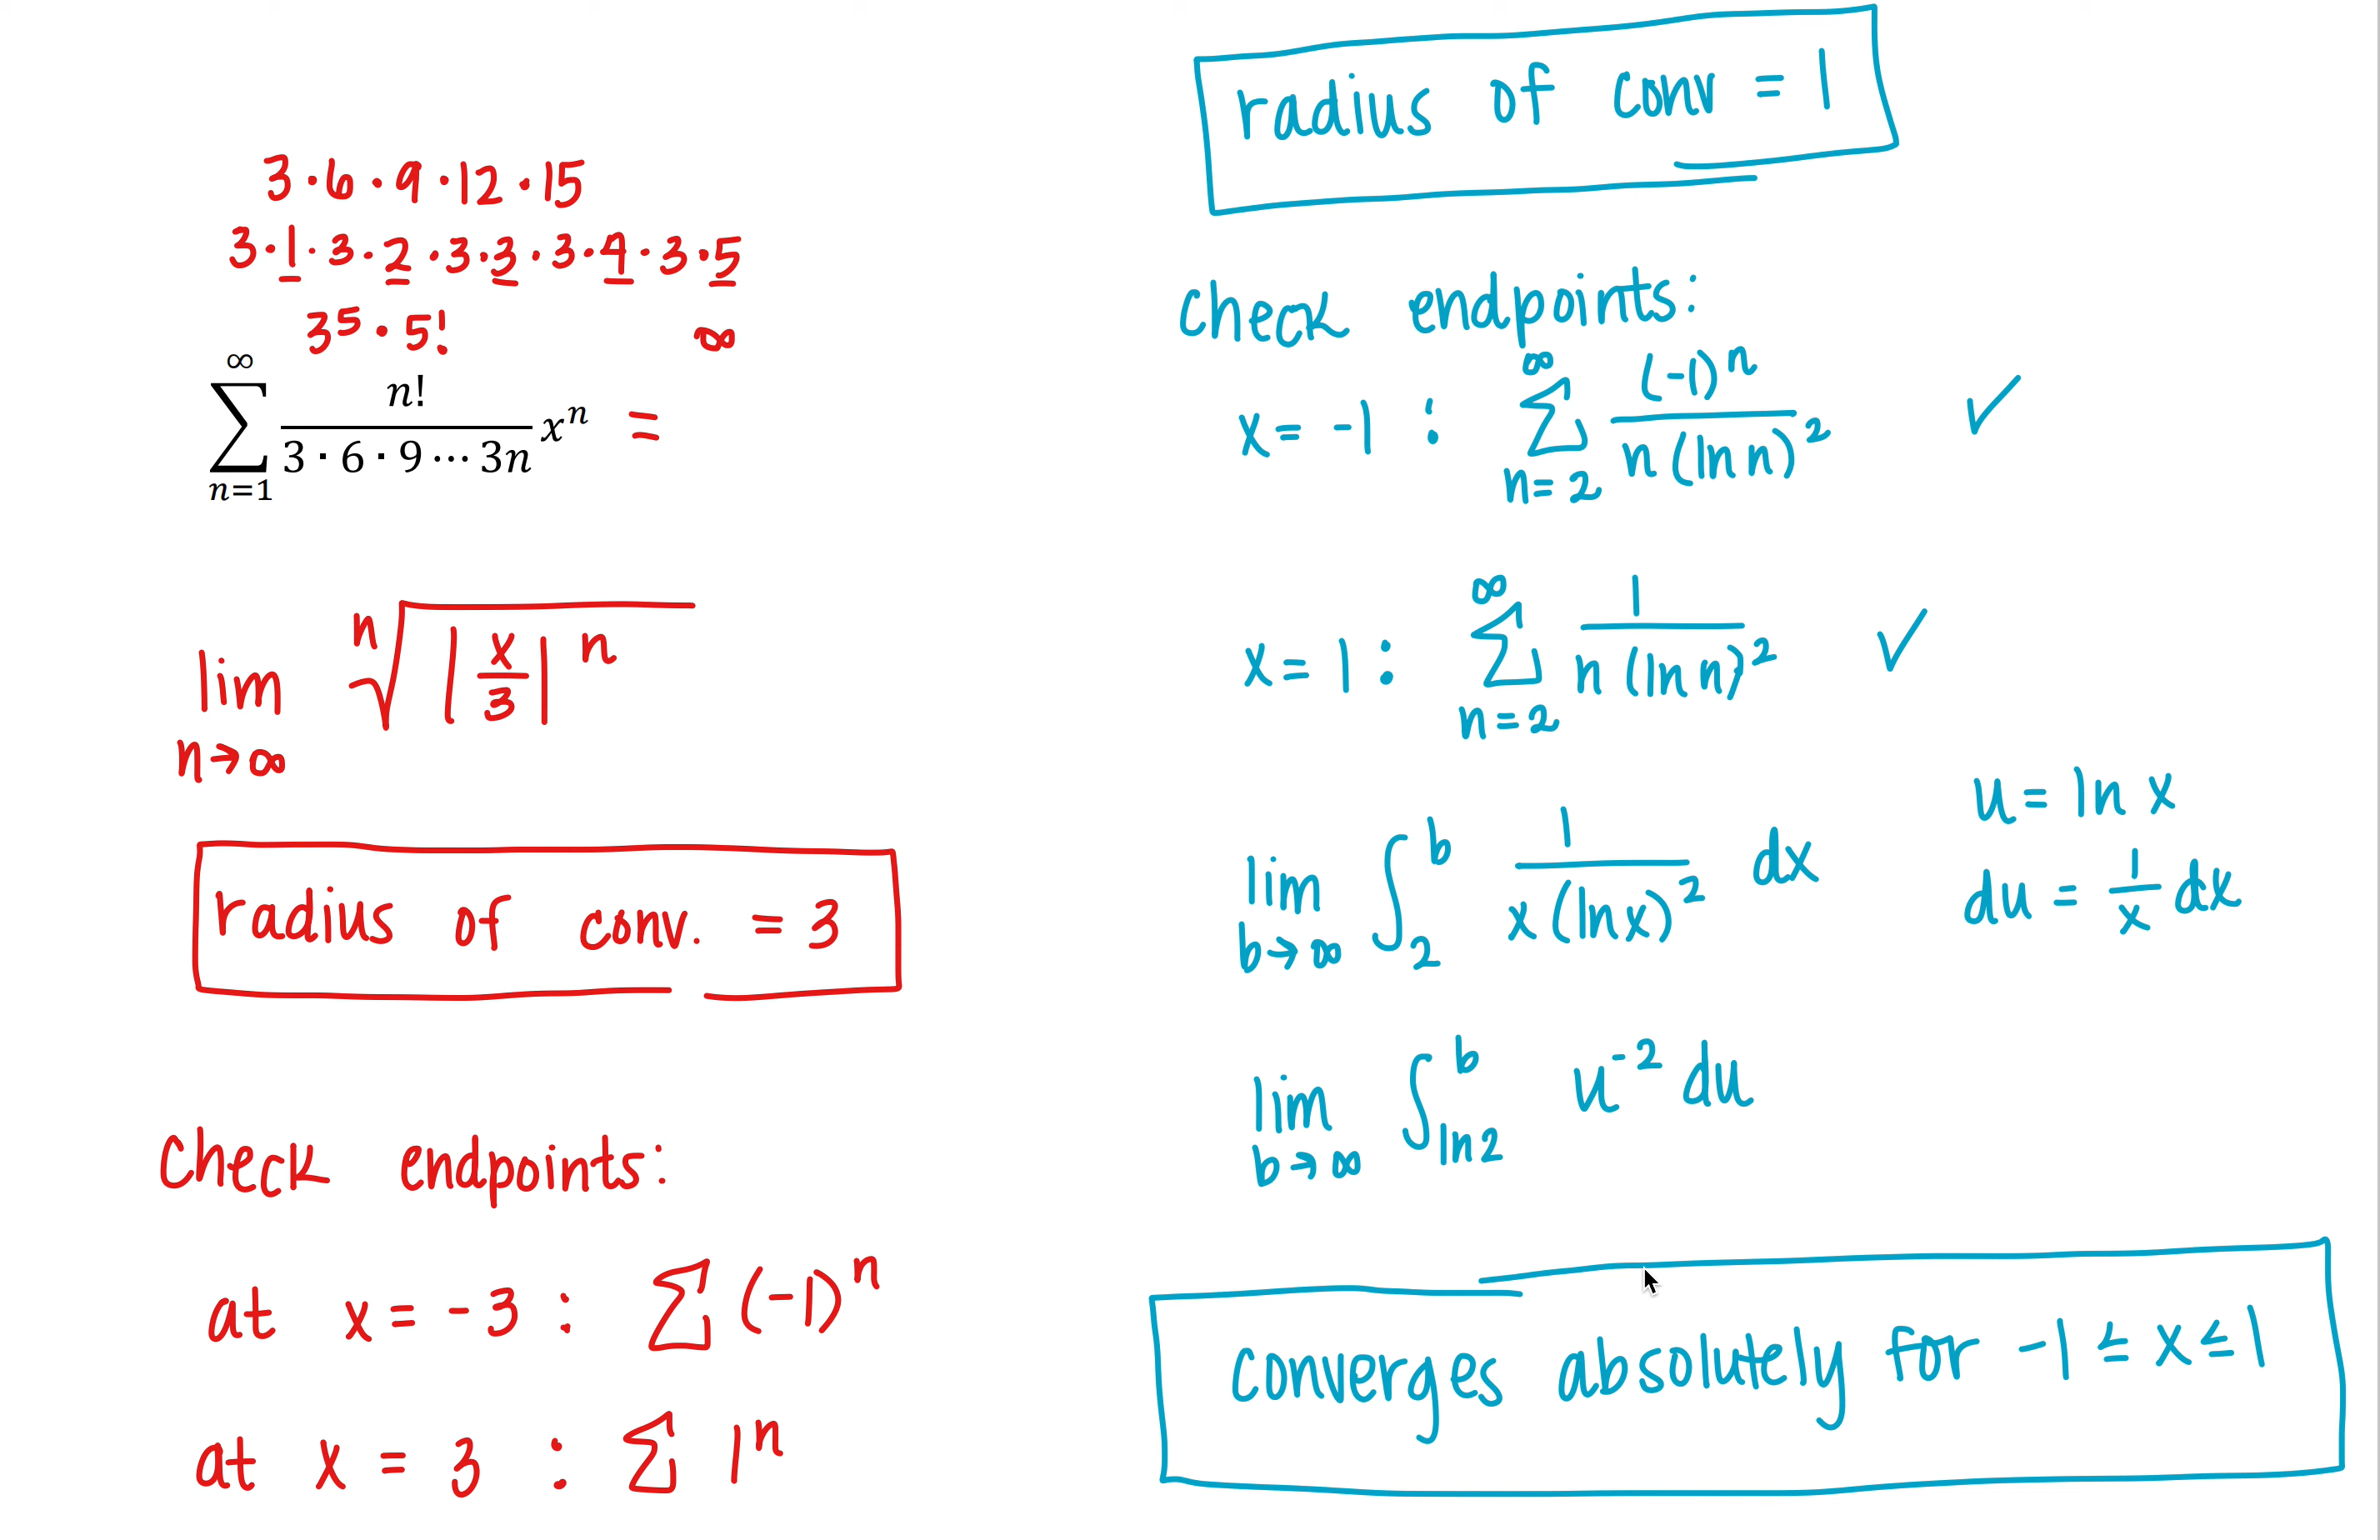 3 · 6 · 9 · 12 · 15
3 · 1 · 3 · 2 · 3 · 3 · 3 · 4 · 3 · 5
3⁵ · 5! ∞
∞
∑ n=1 n! / 3 · 6 · 9 ⋯ 3n xⁿ =
lim n→∞ ⁿ√|x/3|ⁿ
radius of conv. = 3
check endpoints:
at x = -3 : ∑ (-1)ⁿ
at x = 3 : ∑ 1ⁿ
radius of conv = 1
check endpoints:
x = -1 : ∞ ∑ n=2 (-1)ⁿ / n(ln n)² ✓
x = 1 : ∞ ∑ n=2 1 / n(ln n)² ✓
u = ln x
lim b→∞ ∫₂ᵇ 1 / x(ln x)² dx du = 1/x dx
lim b→∞ ∫ ln2 b u⁻² du
converges absolutely for -1 ≤ x ≤ 1